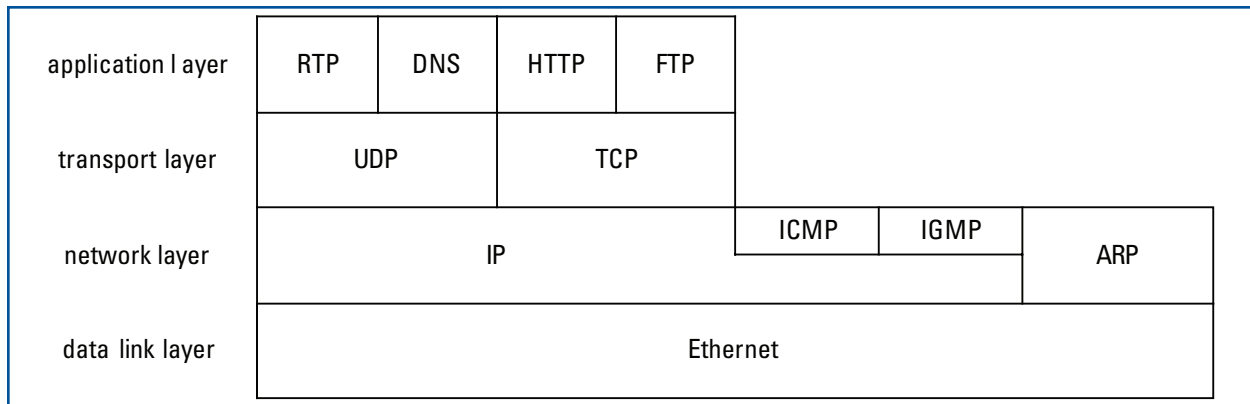 application l ayer RTP DNS HTTP FTP
transport layer UDP TCP
network layer IP ICMP IGMP ARP
data link layer Ethernet